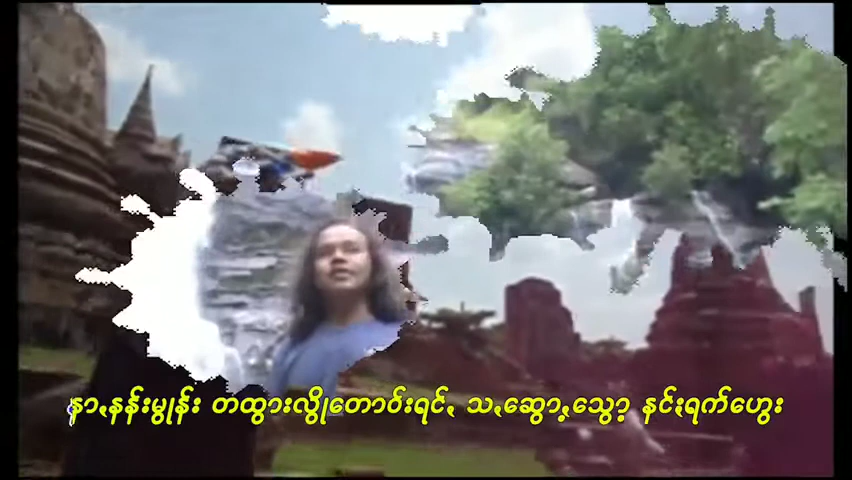 နာႇနန်းမွုန်း တထွားလွိုႈတောဝ်းရင်ႇ သႇဆွောႇသွော့ နင်ႏရက်ဟွေး